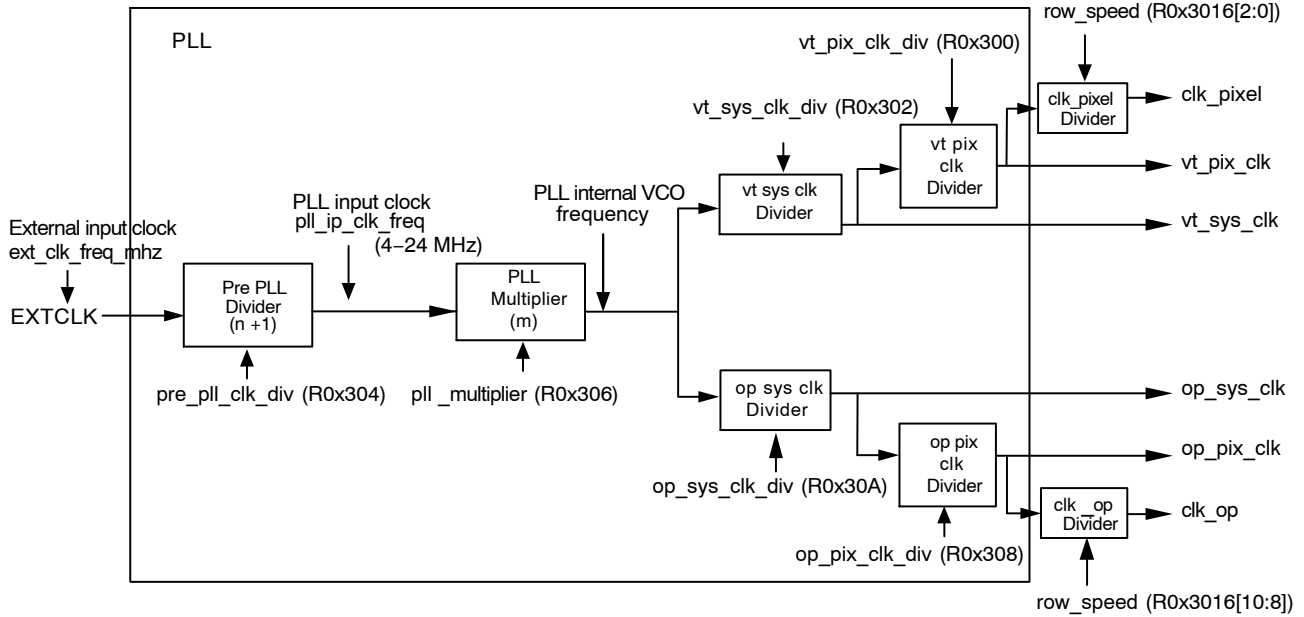 row_speed (R0x3016[2:0])
PLL
vt_pix_clk_div (R0x300)
clk_pixel
Divider
clk_pixel
vt_sys_clk_div (R0x302)
vt pix
clk
Divider
vt_pix_clk
PLL input clock
pll_ip_clk_freq
(4–24 MHz)
PLL internal VCO
frequency
vt sys clk
Divider
vt_sys_clk
External input clock
ext_clk_freq_mhz
EXTCLK
Pre PLL
Divider
(n +1)
PLL
Multiplier
(m)
pre_pll_clk_div (R0x304)
pll _multiplier (R0x306)
op sys clk
Divider
op_sys_clk
op pix
clk
Divider
op_pix_clk
op_sys_clk_div (R0x30A)
clk _op
Divider
clk_op
op_pix_clk_div (R0x308)
row_speed (R0x3016[10:8])